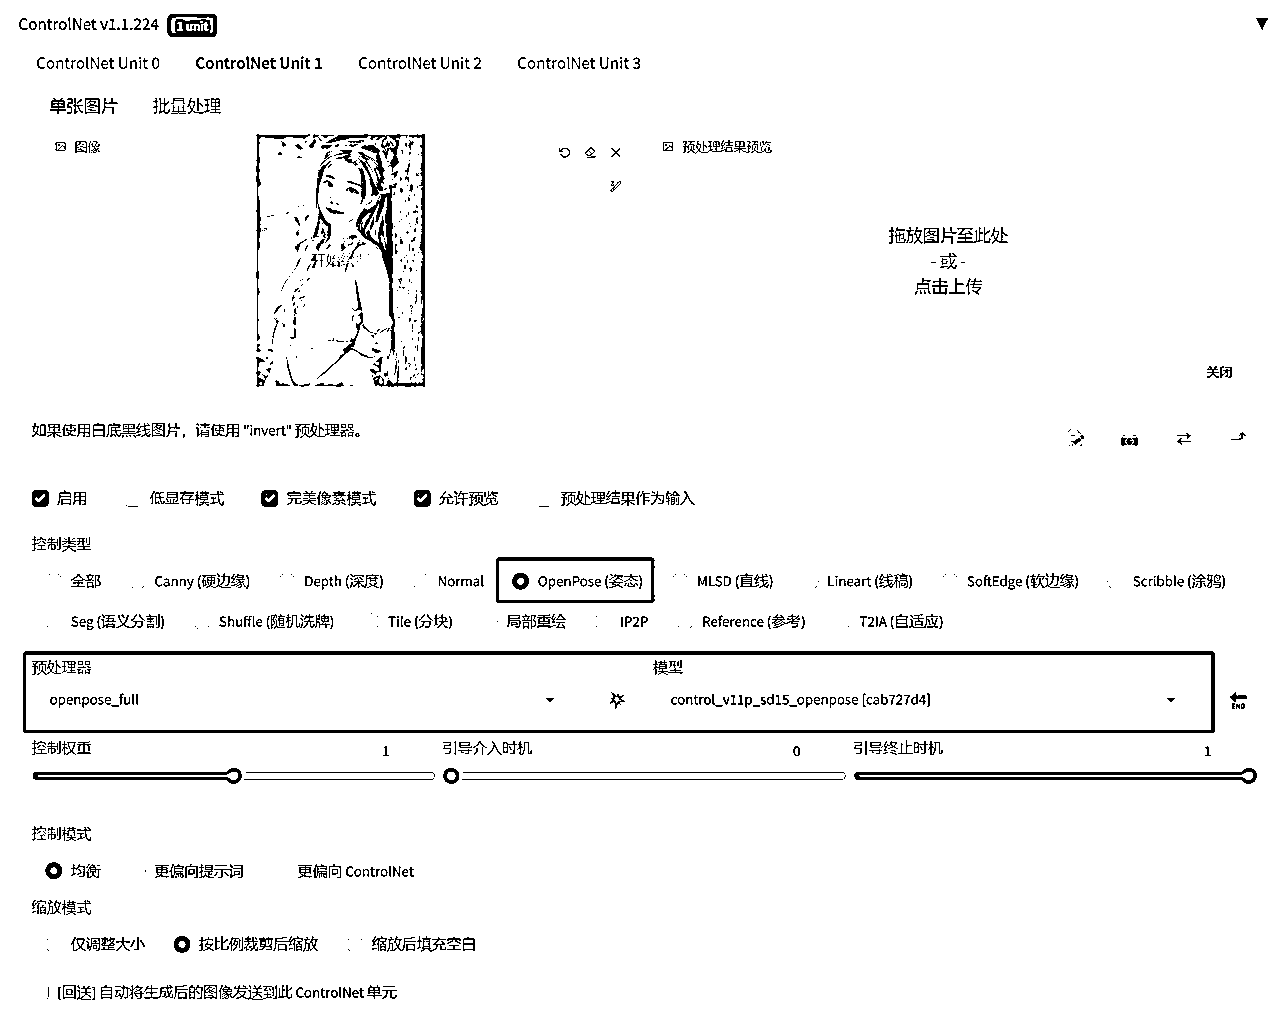 ControlNet v1.1.224 [1 unit]
ControlNet Unit 0 ControlNet Unit 1 ControlNet Unit 2 ControlNet Unit 3
单张图片 批量处理
图像 预处理结果预览
拖放图片至此处
- 或 -
点击上传
开始绘
关闭
如果使用白底黑线图片，请使用 "invert" 预处理器。
启用 低显存模式 完美像素模式 允许预览 预处理结果作为输入
控制类型
全部 Canny (硬边缘) Depth (深度) Normal OpenPose (姿态) MLSD (直线) Lineart (线稿) SoftEdge (软边缘) Scribble (涂鸦)
Seg (语义分割) Shuffle (随机洗牌) Tile (分块) 局部重绘 IP2P Reference (参考) T2IA (自适应)
预处理器 模型
openpose_full control_v11p_sd15_openpose [cab727d4]
END
控制权重 1 引导介入时机 0 引导终止时机 1
控制模式
均衡 更偏向提示词 更偏向 ControlNet
缩放模式
仅调整大小 按比例裁剪后缩放 缩放后填充空白
[回送] 自动将生成后的图像发送到此 ControlNet 单元